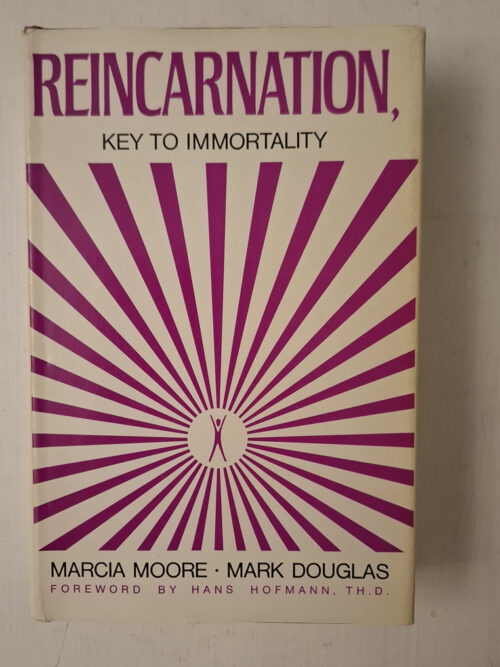 REINCARNATION,
KEY TO IMMORTALITY
MARCIA MOORE · MARK DOUGLAS
FOREWORD BY HANS HOFMANN, TH.D.